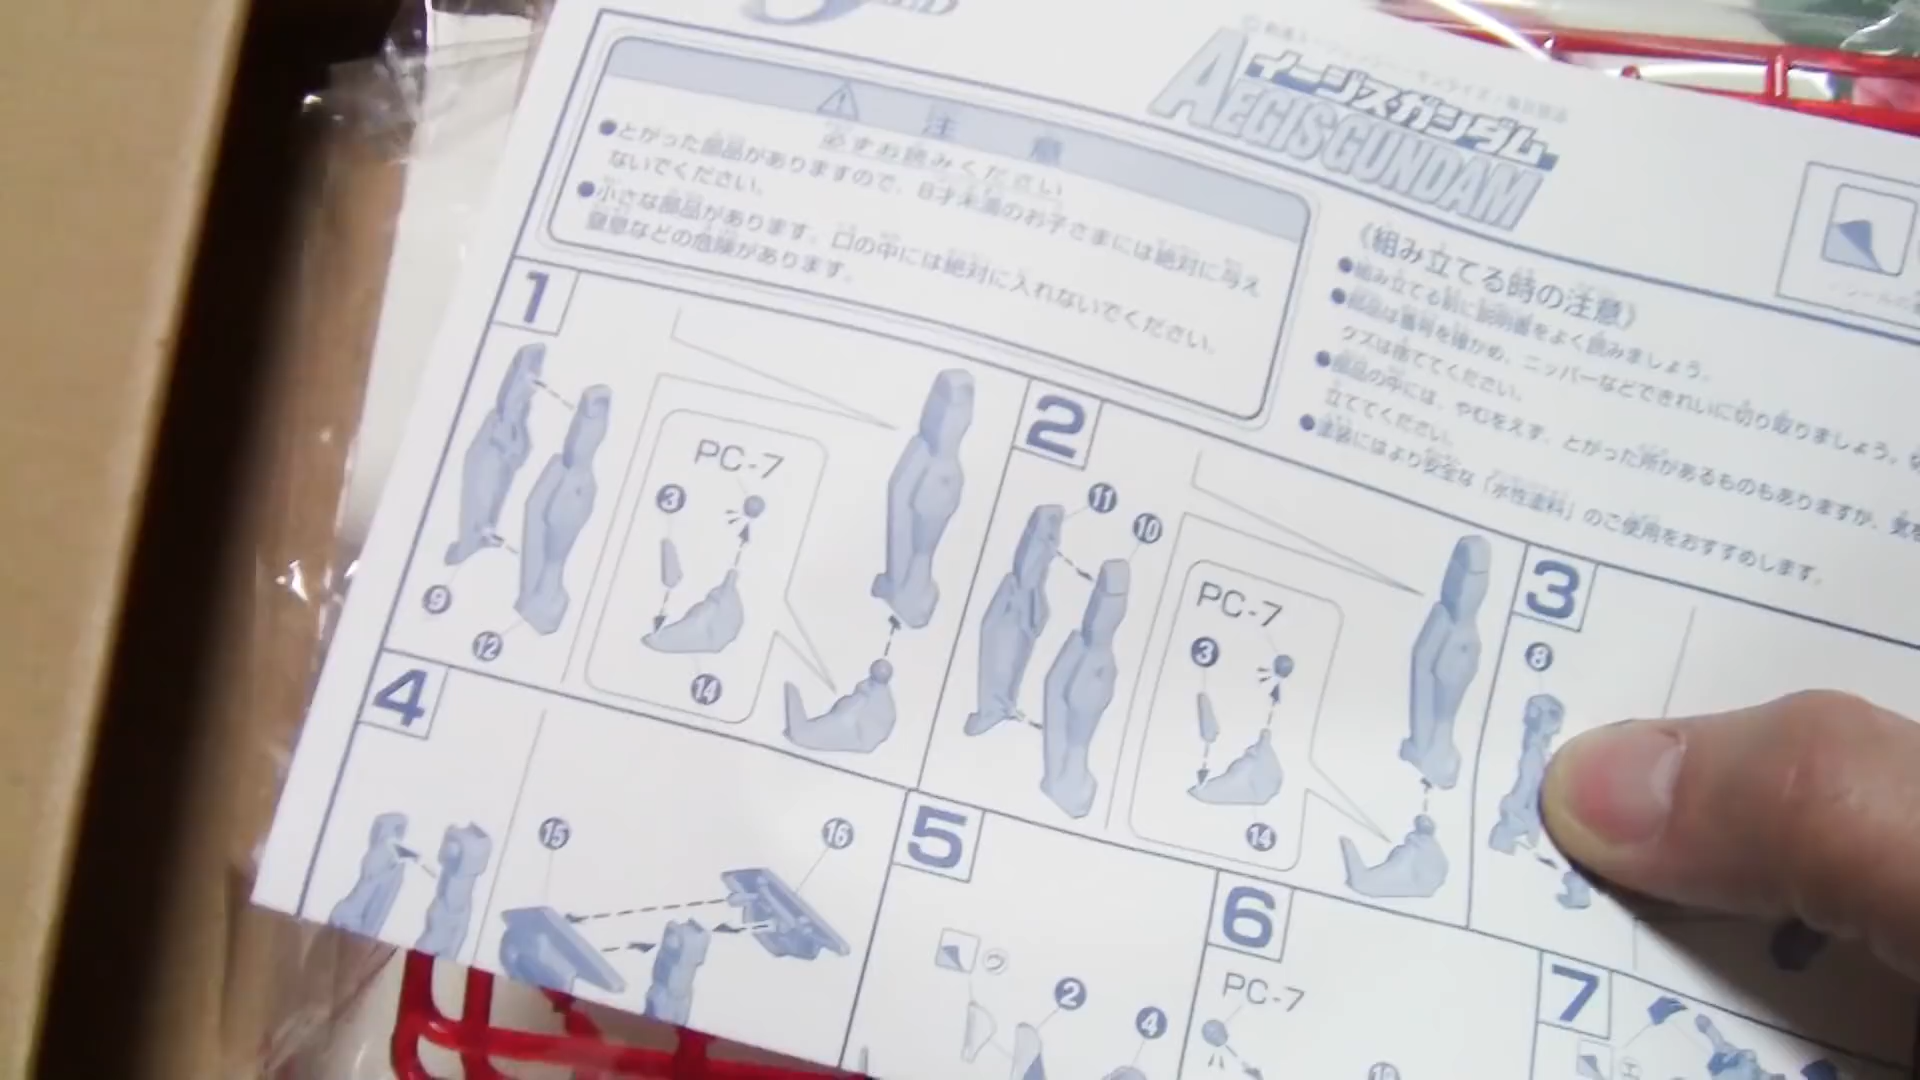 イージスガンダム
AEGIS GUNDAM
注意
必ずお読みください
●とがった部品がありますので、8才未満のお子さまには絶対に与え
ないでください。
●小さな部品があります。口の中には絶対に入れないでください。
窒息などの危険があります。
《組み立てる時の注意》
●組み立てる前に説明書をよく読みましょう。
●部品は番号を確かめ、ニッパーなどできれいに切り取りましょう。
クズは捨ててください。
●部品の中には、やむをえず、とがった所があるものもありますが、気を
立ててください。
●塗装にはより安全な「水性塗料」のご使用をおすすめします。
1
PC-7
3
9
12
14
2
11
10
PC-7
3
14
3
8
4
15
16
5
ウ
2
4
6
PC-7
7
エ